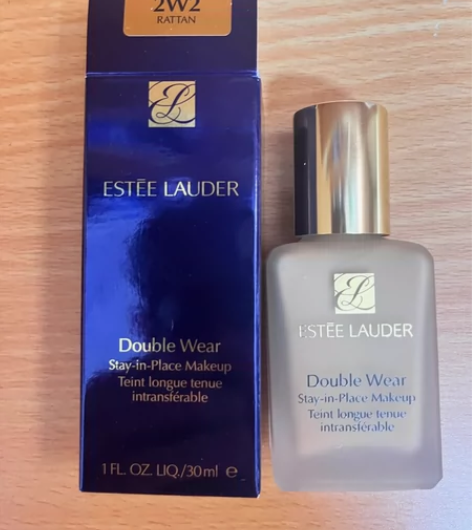 2W2
RATTAN
ESTĒE LAUDER
Double Wear
Stay-in-Place Makeup
Teint longue tenue
intransférable
1 FL. OZ. LIQ./30 ml e
ESTĒE LAUDER
Double Wear
Stay-in-Place Makeup
Teint longue tenue
intransférable